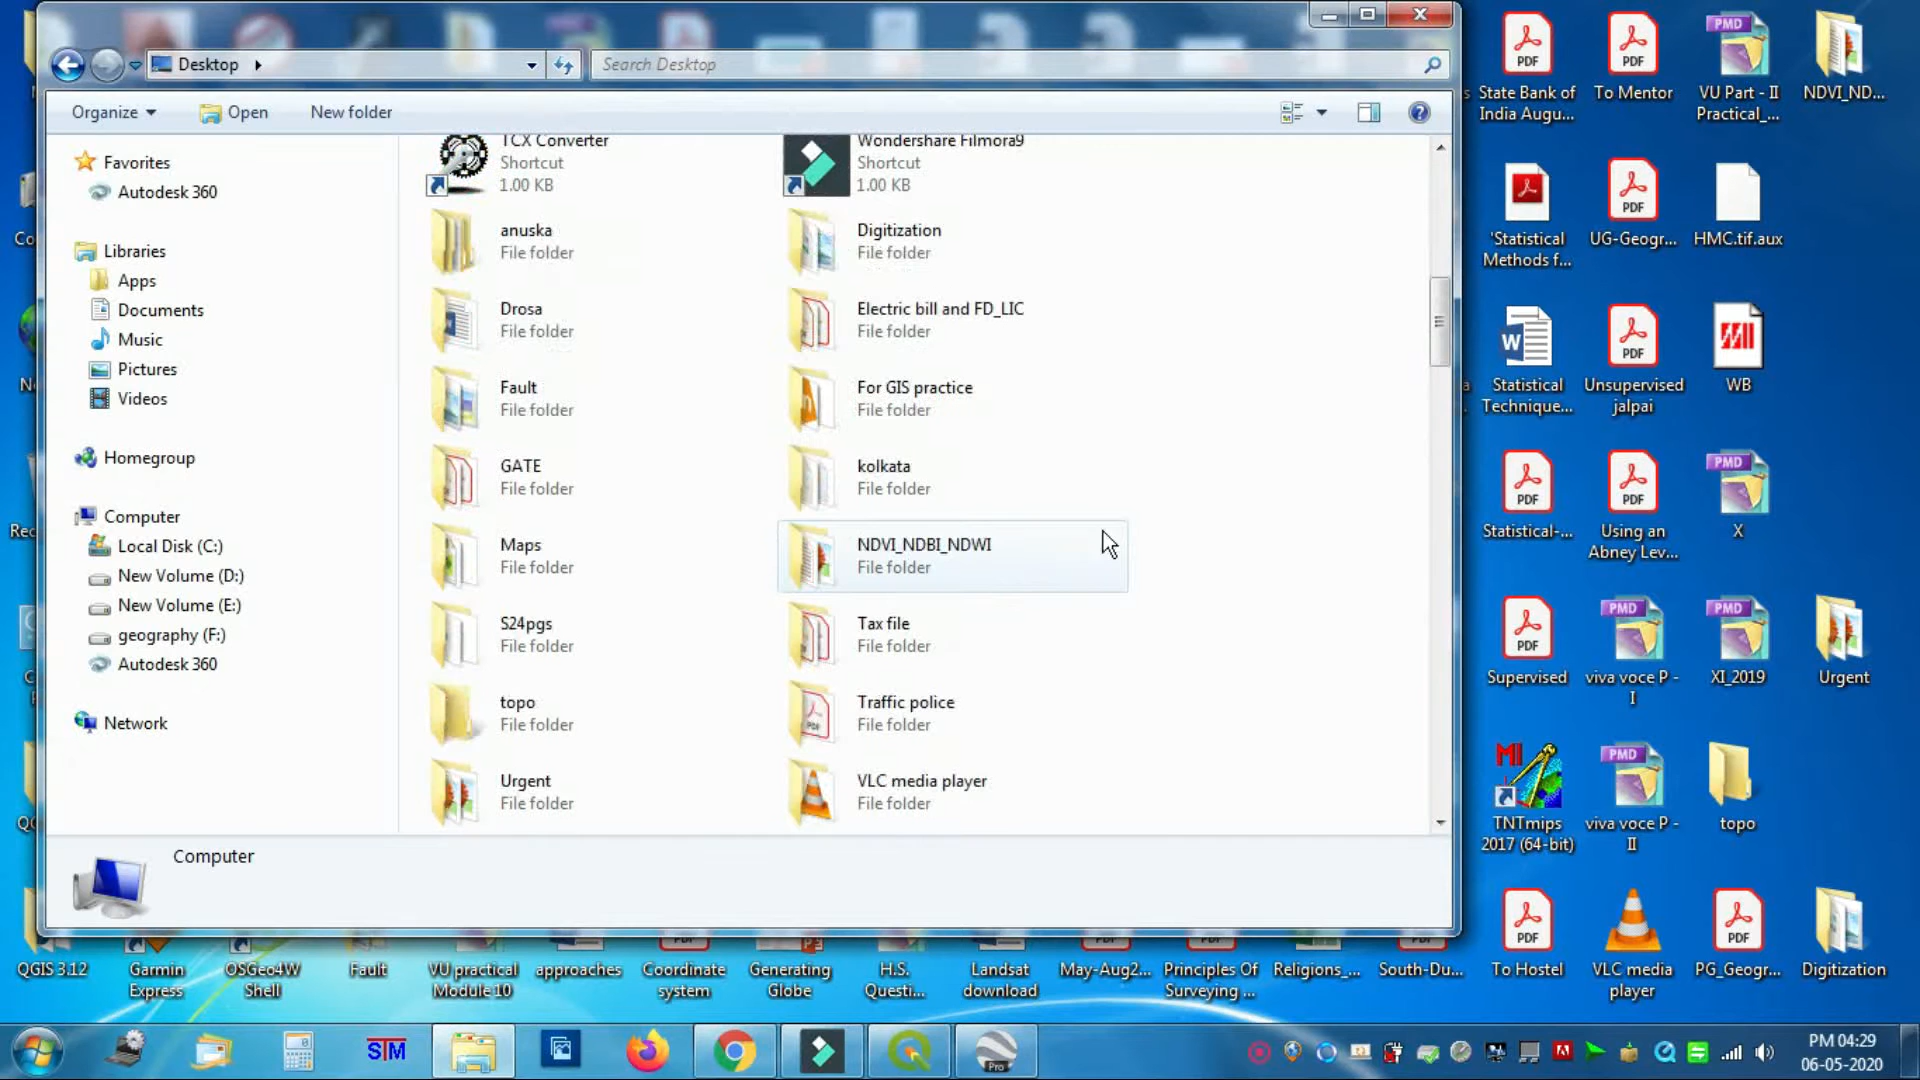 Desktop
Search Desktop
Organize
Open
New folder
Favorites
Autodesk 360
Libraries
Apps
Documents
Music
Pictures
Videos
Homegroup
Computer
Local Disk (C:)
New Volume (D:)
New Volume (E:)
geography (F:)
Autodesk 360
Network
TCX Converter
Shortcut
1.00 KB
Wondershare Filmora9
Shortcut
1.00 KB
anuska
File folder
Digitization
File folder
Drosa
File folder
Electric bill and FD_LIC
File folder
Fault
File folder
For GIS practice
File folder
GATE
File folder
kolkata
File folder
Maps
File folder
NDVI_NDBI_NDWI
File folder
S24pgs
File folder
Tax file
File folder
topo
File folder
Traffic police
File folder
Urgent
File folder
VLC media player
File folder
Computer
State Bank of
India Augu...
To Mentor
VU Part - II
Practical_...
NDVI_ND...
'Statistical
Methods f...
UG-Geogr...
HMC.tif.aux
Statistical
Technique...
Unsupervised
jalpai
WB
Statistical-...
Using an
Abney Lev...
X
Supervised
viva voce P -
I
XI_2019
Urgent
TNTmips
2017 (64-bit)
viva voce P -
II
topo
To Hostel
VLC media
player
PG_Geogr...
Digitization
QGIS 3.12
Garmin
Express
OSGeo4W
Shell
Fault
VU practical
Module 10
approaches
Coordinate
system
Generating
Globe
H.S.
Questi...
Landsat
download
May-Aug2...
Principles Of
Surveying ...
Religions_...
South-Du...
STM
Pro
PM 04:29
06-05-2020